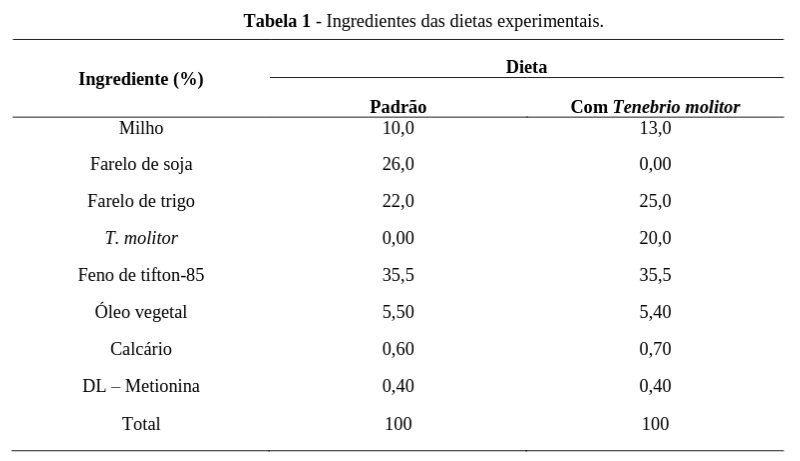 Tabela 1 - Ingredientes das dietas experimentais.
Ingrediente (%)
Dieta
Padrão Com Tenebrio molitor
Milho 10,0 13,0
Farelo de soja 26,0 0,00
Farelo de trigo 22,0 25,0
T. molitor 0,00 20,0
Feno de tifton-85 35,5 35,5
Óleo vegetal 5,50 5,40
Calcário 0,60 0,70
DL – Metionina 0,40 0,40
Total 100 100